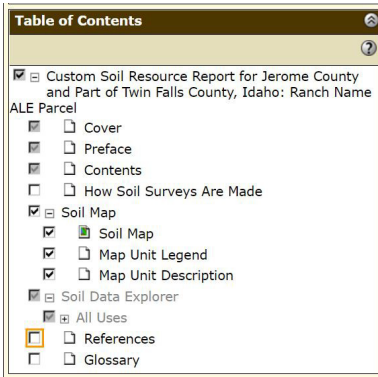 Table of Contents
Custom Soil Resource Report for Jerome County
and Part of Twin Falls County, Idaho: Ranch Name
ALE Parcel
Cover
Preface
Contents
How Soil Surveys Are Made
Soil Map
Soil Map
Map Unit Legend
Map Unit Description
Soil Data Explorer
All Uses
References
Glossary